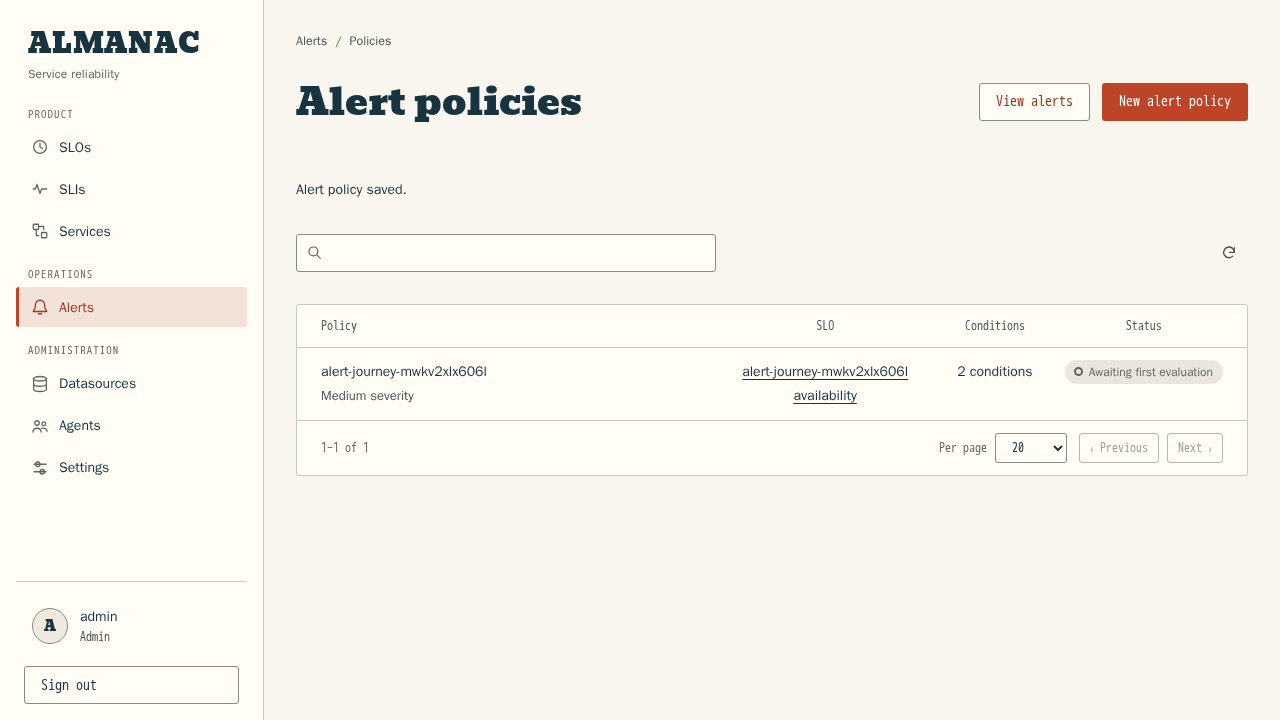 ALMANAC
Service reliability
PRODUCT
SLOs
SLIs
Services
OPERATIONS
Alerts
ADMINISTRATION
Datasources
Agents
Settings
A
admin
Admin
Sign out
Alerts / Policies
Alert policies
View alerts
New alert policy
Alert policy saved.
Policy SLO Conditions Status
alert-journey-mwkv2xlx606l alert-journey-mwkv2xlx606l 2 conditions Awaiting first evaluation
Medium severity availability
1–1 of 1 Per page 20 ‹ Previous Next ›